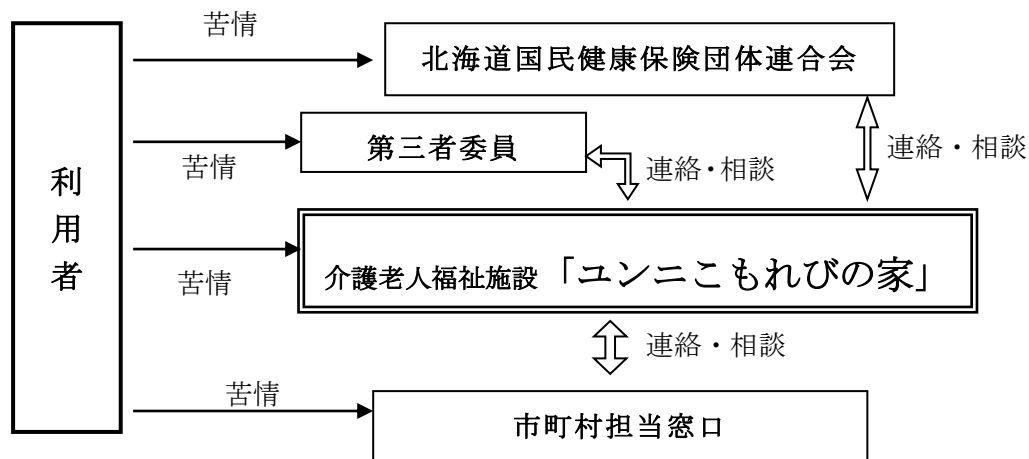 苦情
北海道国民健康保険団体連合会
第三者委員
苦情
連絡・相談
連絡・相談
利用者
介護老人福祉施設「ユンニこもれびの家」
苦情
連絡・相談
苦情
市町村担当窓口